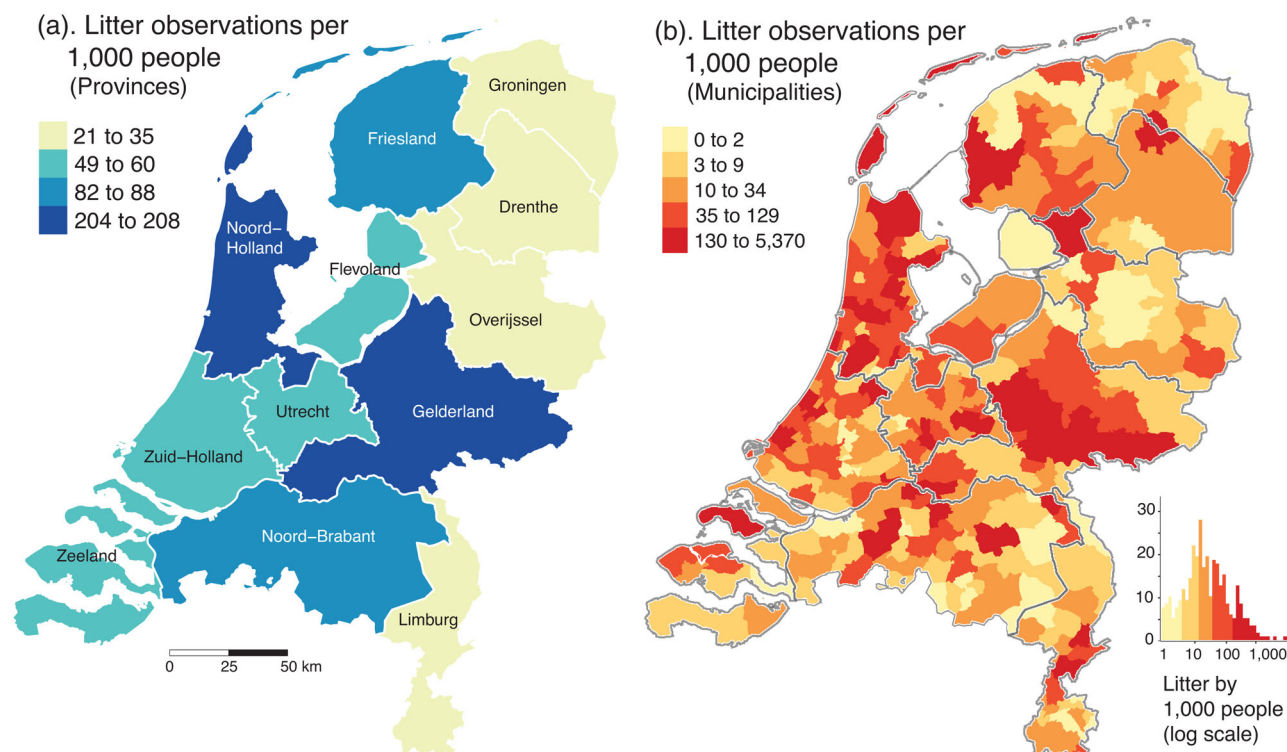 (a). Litter observations per
1,000 people
(Provinces)
21 to 35
49 to 60
82 to 88
204 to 208
Groningen
Friesland
Drenthe
Noord–
Holland
Flevoland
Overijssel
Utrecht
Gelderland
Zuid–Holland
Noord–Brabant
Zeeland
Limburg
0 25 50 km
(b). Litter observations per
1,000 people
(Municipalities)
0 to 2
3 to 9
10 to 34
35 to 129
130 to 5,370
30
20
10
0
1 10 100 1,000
Litter by
1,000 people
(log scale)